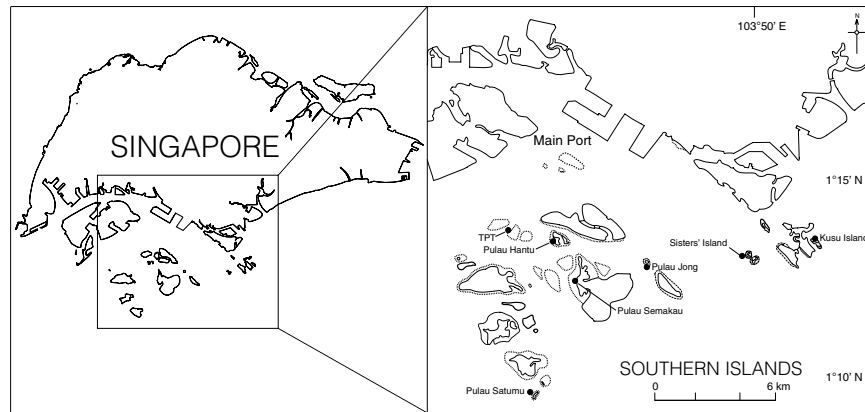 SINGAPORE
103°50' E
N
Main Port
1°15' N
TPT
Pulau Hantu
Sisters' Island
Kusu Island
Pulau Jong
Pulau Semakau
SOUTHERN ISLANDS
1°10' N
Pulau Satumu
0 6 km